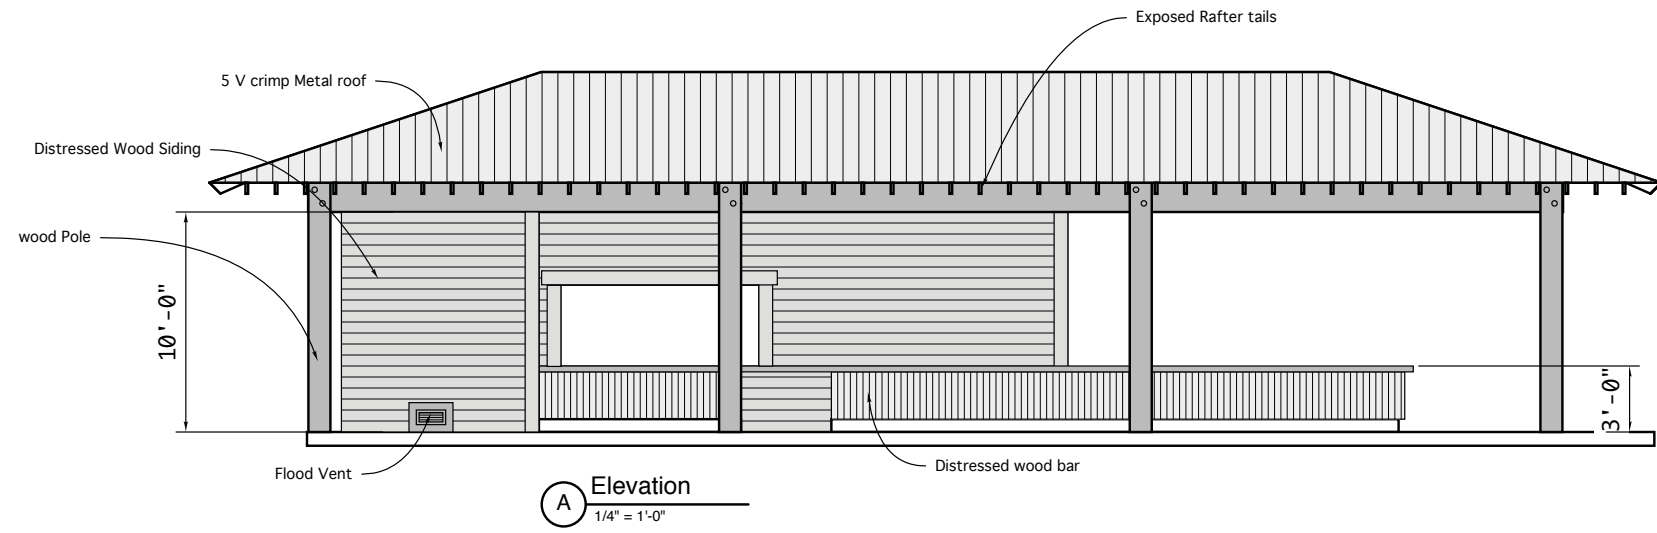 Exposed Rafter tails
5 V crimp Metal roof
Distressed Wood Siding
wood Pole
10'-0"
3'-0"
Flood Vent
Distressed wood bar
A
Elevation
1/4" = 1'-0"